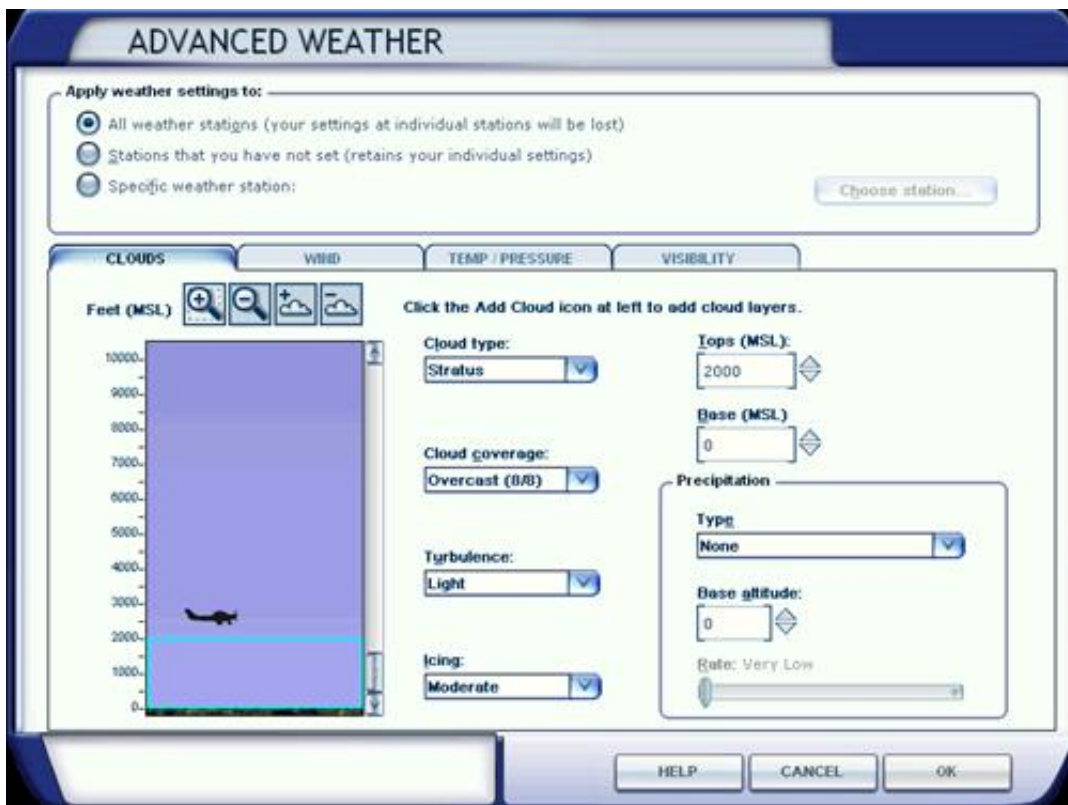 ADVANCED WEATHER
Apply weather settings to:
All weather stations (your settings at individual stations will be lost)
Stations that you have not set (retains your individual settings)
Specific weather station:
Choose station...
CLOUDS WIND TEMP / PRESSURE VISIBILITY
Feet (MSL)
Click the Add Cloud icon at left to add cloud layers.
10000
9000
8000
7000
6000
5000
4000
3000
2000
1000
0
Cloud type:
Stratus
Cloud coverage:
Overcast (8/8)
Turbulence:
Light
Icing:
Moderate
Tops (MSL):
2000
Base (MSL)
0
Precipitation
Type
None
Base altitude:
0
Rate: Very Low
HELP CANCEL OK